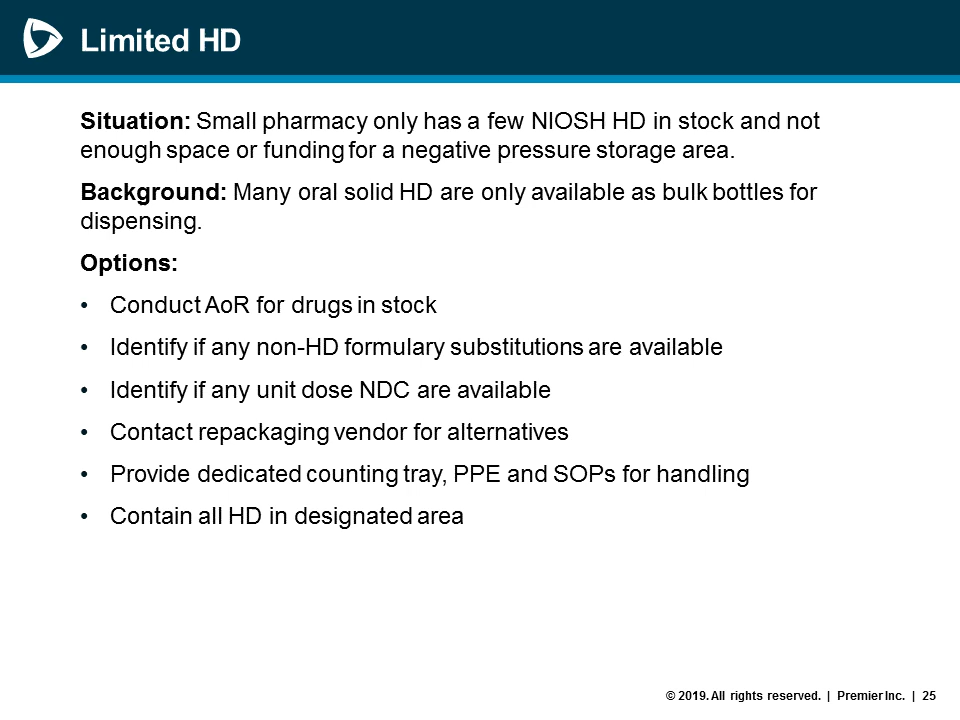 Limited HD
Situation: Small pharmacy only has a few NIOSH HD in stock and not
enough space or funding for a negative pressure storage area.
Background: Many oral solid HD are only available as bulk bottles for
dispensing.
Options:
• Conduct AoR for drugs in stock
• Identify if any non-HD formulary substitutions are available
• Identify if any unit dose NDC are available
• Contact repackaging vendor for alternatives
• Provide dedicated counting tray, PPE and SOPs for handling
• Contain all HD in designated area
© 2019. All rights reserved. | Premier Inc. | 25